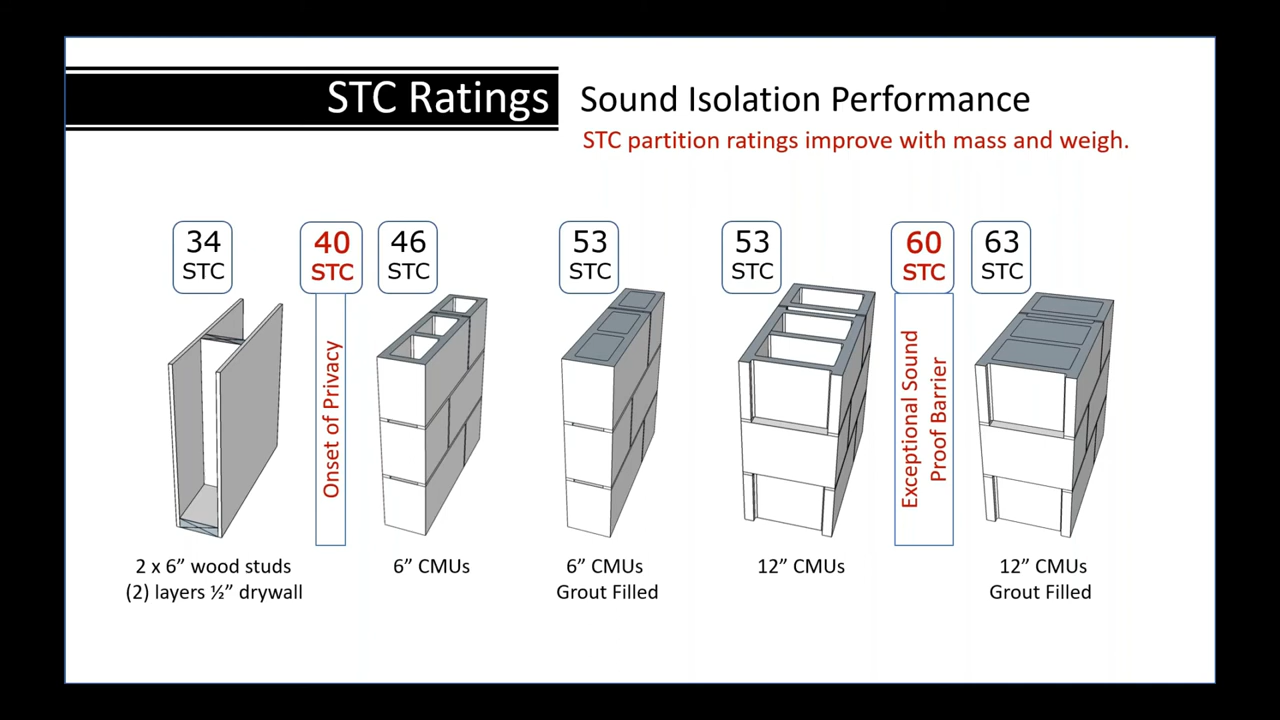 STC Ratings
Sound Isolation Performance
STC partition ratings improve with mass and weigh.
34
STC
40
STC
46
STC
53
STC
53
STC
60
STC
63
STC
Onset of Privacy
Exceptional Sound
Proof Barrier
2 x 6” wood studs
(2) layers ½” drywall
6” CMUs
6” CMUs
Grout Filled
12” CMUs
12” CMUs
Grout Filled